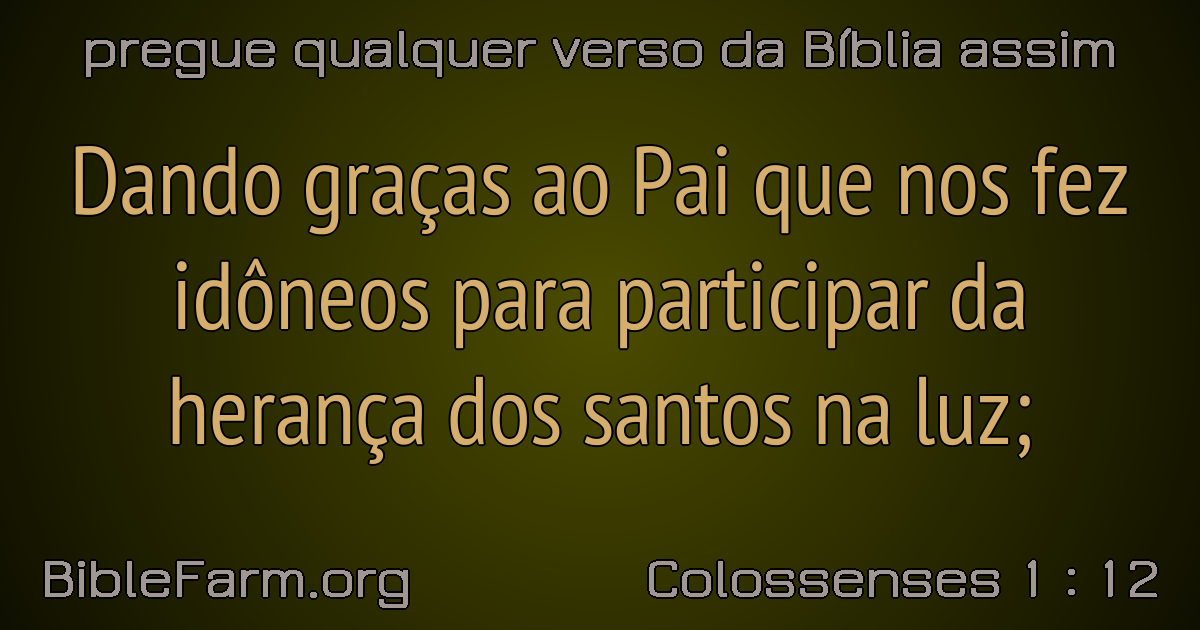 pregue qualquer verso da Bíblia assim
Dando graças ao Pai que nos fez
idôneos para participar da
herança dos santos na luz;
BibleFarm.org
Colossenses 1 : 12